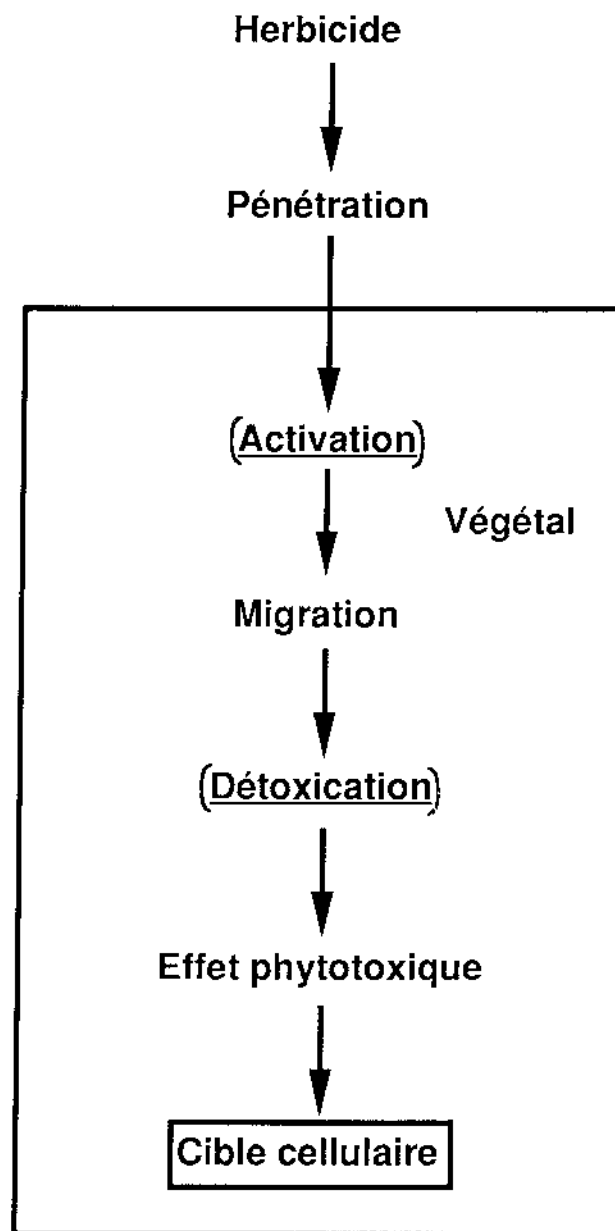 Herbicide
Pénétration
(Activation)
Végétal
Migration
(Détoxication)
Effet phytotoxique
Cible cellulaire